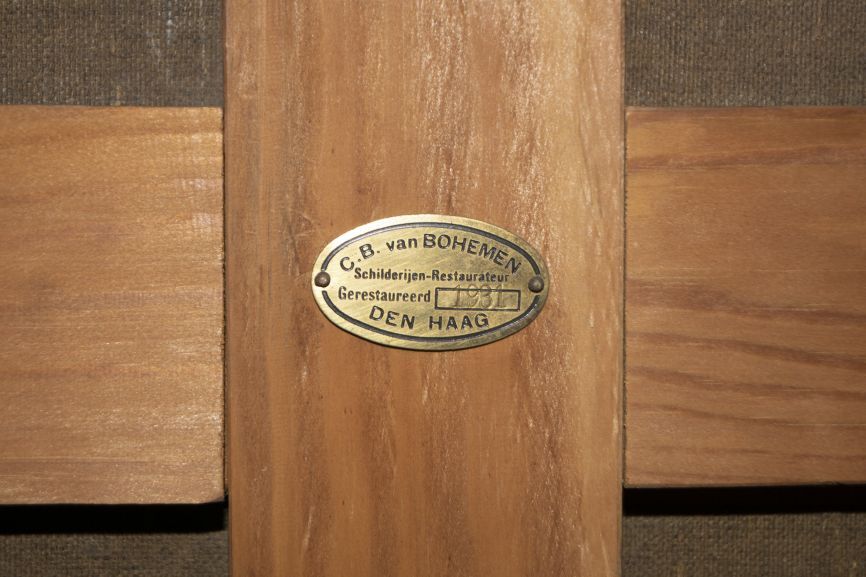 C.B. van BOHEMEN
Schilderijen-Restaurateur
Gerestaureerd 1931
DEN HAAG